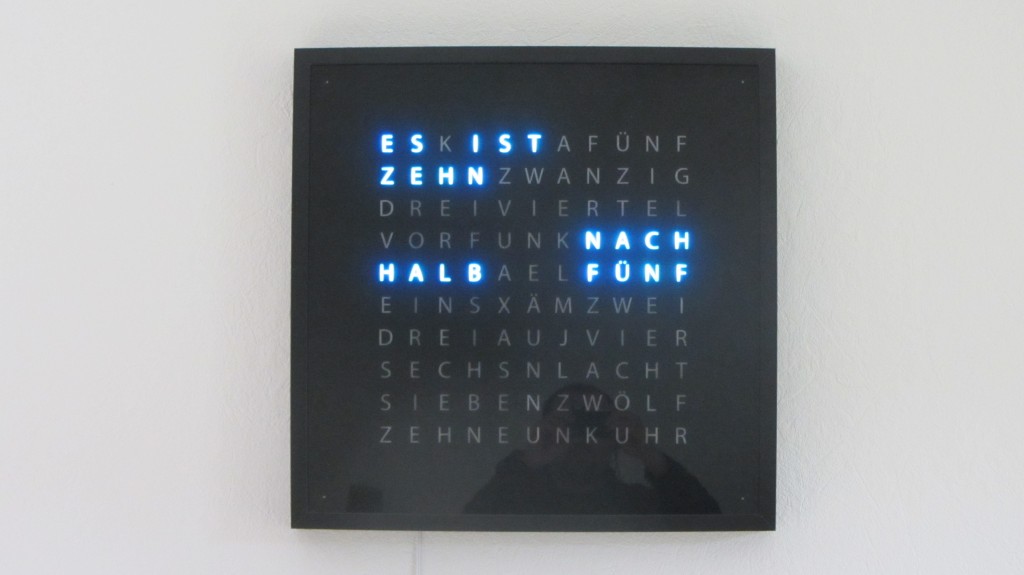 ESKISTAFÜNF
ZEHNZWANZIG
DREIVIERTEL
VORFUNKNACH
HALBAELFÜNF
EINSXÄMZWEI
DREIAUJVIER
SECHSNLACHT
SIEBENZWÖLF
ZEHNEUNKUHR